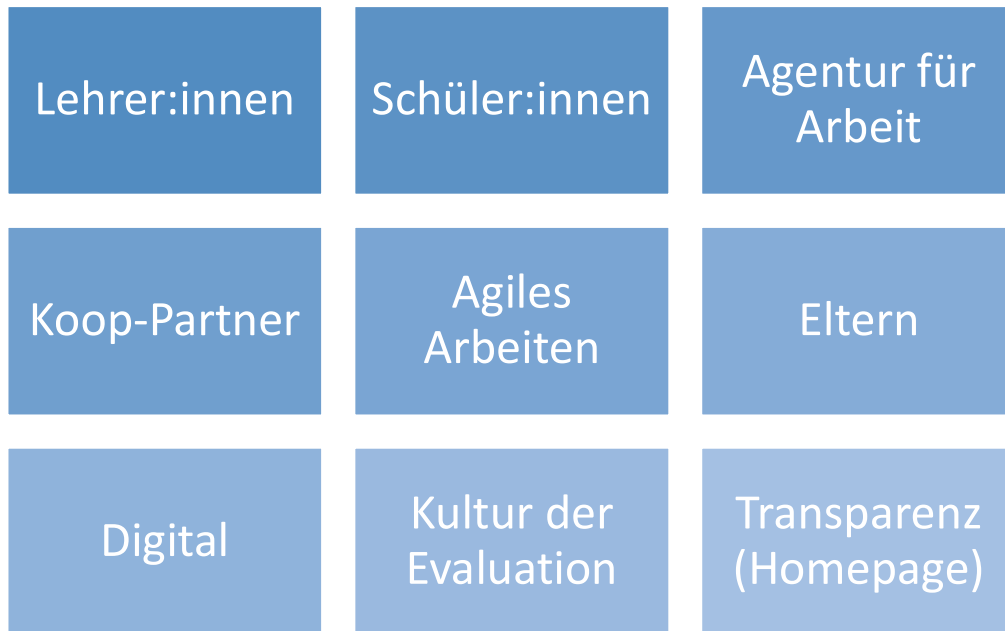 Lehrer:innen
Schüler:innen
Agentur für
Arbeit
Koop-Partner
Agiles
Arbeiten
Eltern
Digital
Kultur der
Evaluation
Transparenz
(Homepage)